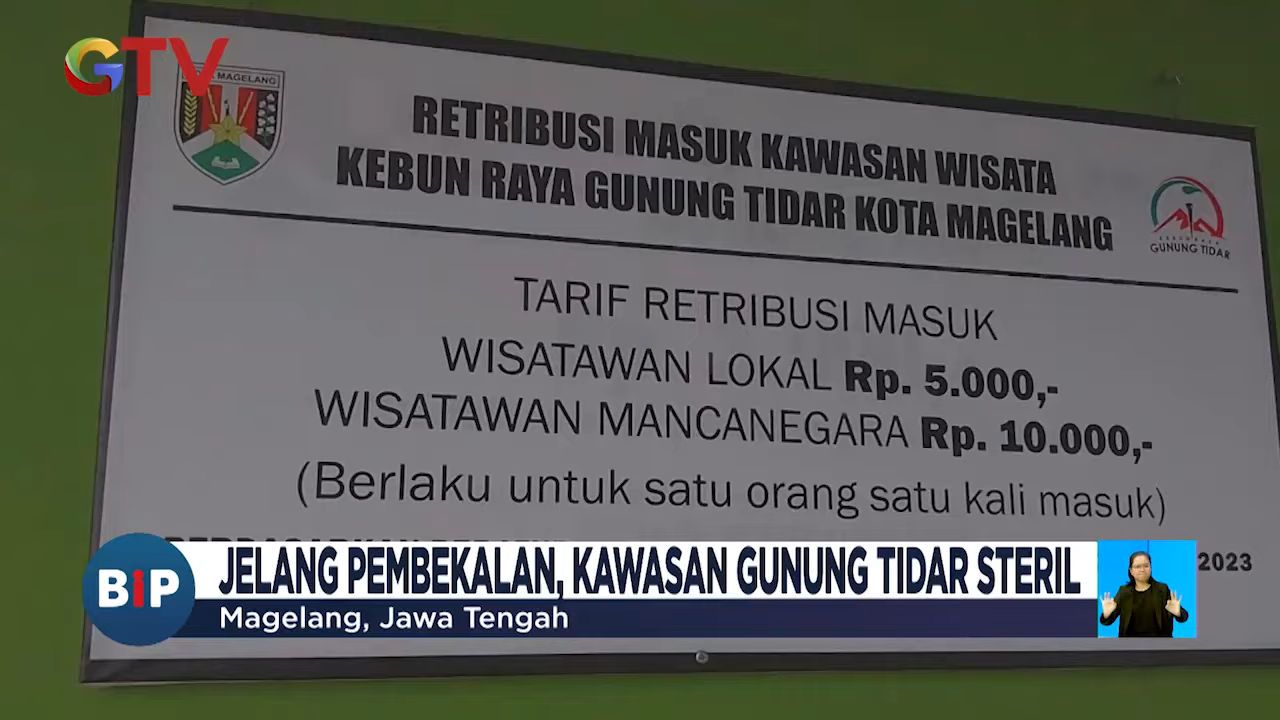 GTV
MAGELANG
RETRIBUSI MASUK KAWASAN WISATA
KEBUN RAYA GUNUNG TIDAR KOTA MAGELANG
GUNUNG TIDAR
TARIF RETRIBUSI MASUK
WISATAWAN LOKAL Rp. 5.000,-
WISATAWAN MANCANEGARA Rp. 10.000,-
(Berlaku untuk satu orang satu kali masuk)
2023
BiP
JELANG PEMBEKALAN, KAWASAN GUNUNG TIDAR STERIL
Magelang, Jawa Tengah